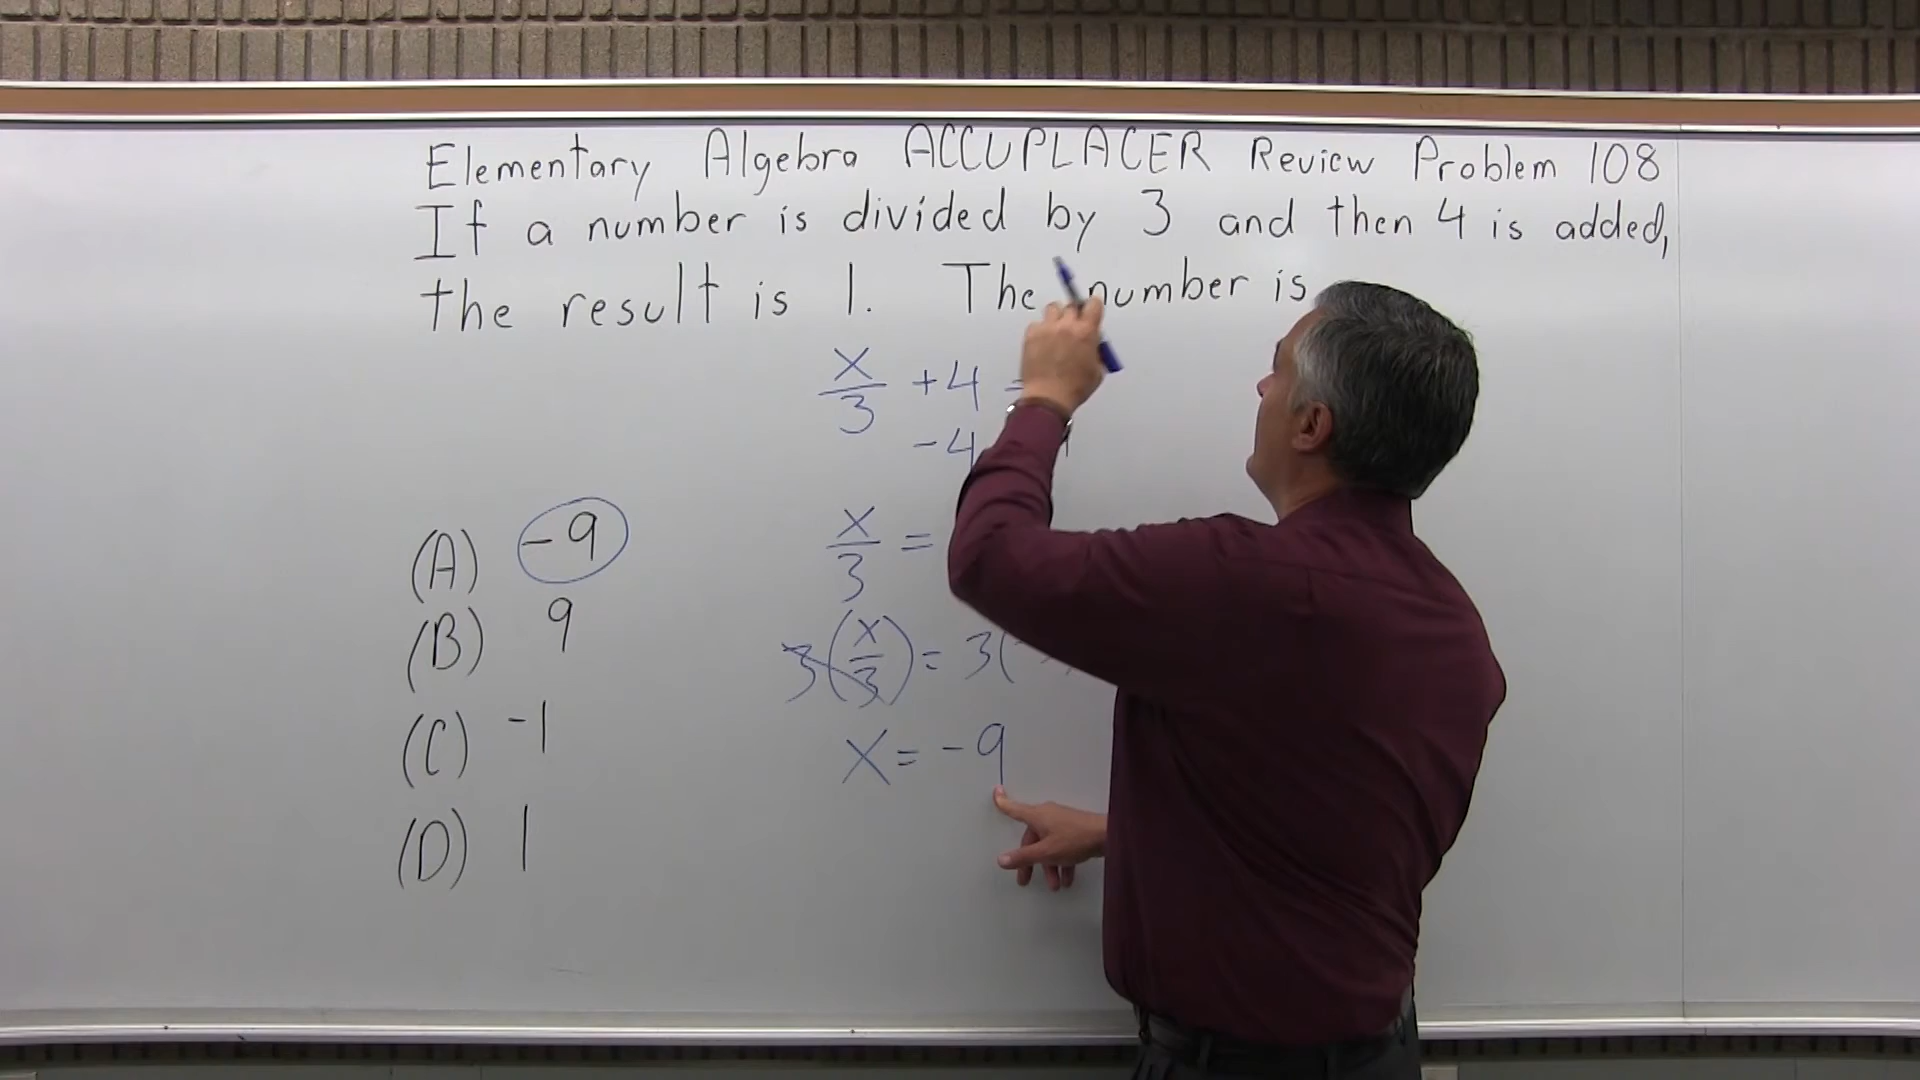 Elementary Algebra ACCUPLACER Review Problem 108
If a number is divided by 3 and then 4 is added,
the result is 1. The number is
x/3 + 4 =
- 4
x/3 =
3(x/3) = 3(
x = -9
(A) -9
(B) 9
(C) -1
(D) 1